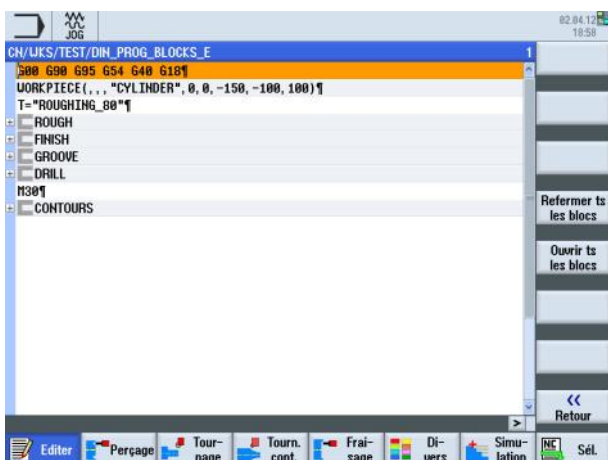 JOG
02.04.12
18:58
CN/WKS/TEST/DIN_PROG_BLOCKS_E 1
G00 G90 G95 G54 G40 G18¶
WORKPIECE(,,,"CYLINDER",0,0,-150,-100,100)¶
T="ROUGHING_80"¶
ROUGH
FINISH
GROOVE
DRILL
M30¶
CONTOURS
Refermer ts
les blocs
Ouvrir ts
les blocs
«
Retour
>
Editer
Perçage
Tour-
nage
Tourn.
cont.
Frai-
sage
Di-
vers
Simu-
lation
NC
Sél.